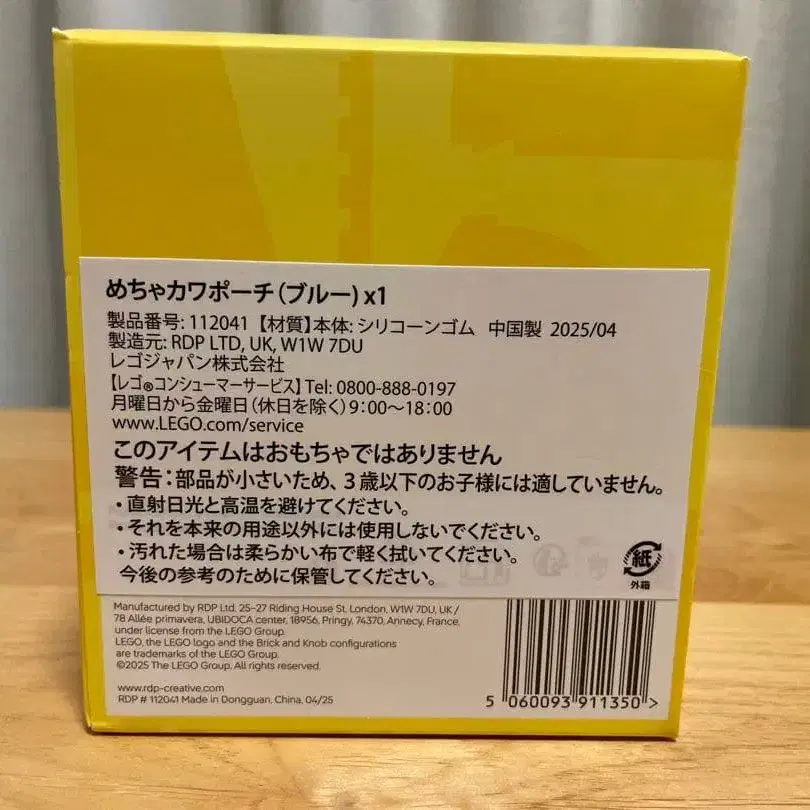 めちゃカワポーチ（ブルー）x1
製品番号: 112041 【材質】本体: シリコーンゴム 中国製 2025/04
製造元: RDP LTD, UK, W1W 7DU
レゴジャパン株式会社
【レゴ®コンシューマーサービス】Tel: 0800-888-0197
月曜日から金曜日（休日を除く）9:00〜18:00
www.LEGO.com/service
このアイテムはおもちゃではありません
警告：部品が小さいため、3歳以下のお子様には適していません。
・直射日光と高温を避けてください。
・それを本来の用途以外には使用しないでください。
・汚れた場合は柔らかい布で軽く拭いてください。
今後の参考のために保管してください。
紙
外箱
Manufactured by RDP Ltd. 25-27 Riding House St, London, W1W 7DU, UK /
78 Allée primavera, UBIDOCA center, 18956, Pringy, 74370, Annecy, France.
under license from the LEGO Group.
LEGO, the LEGO logo and the Brick and Knob configurations
are trademarks of the LEGO Group.
©2025 The LEGO Group. All rights reserved.
www.rdp-creative.com
RDP # 112041 Made in Dongguan, China, 04/25
5 060093 911350 >